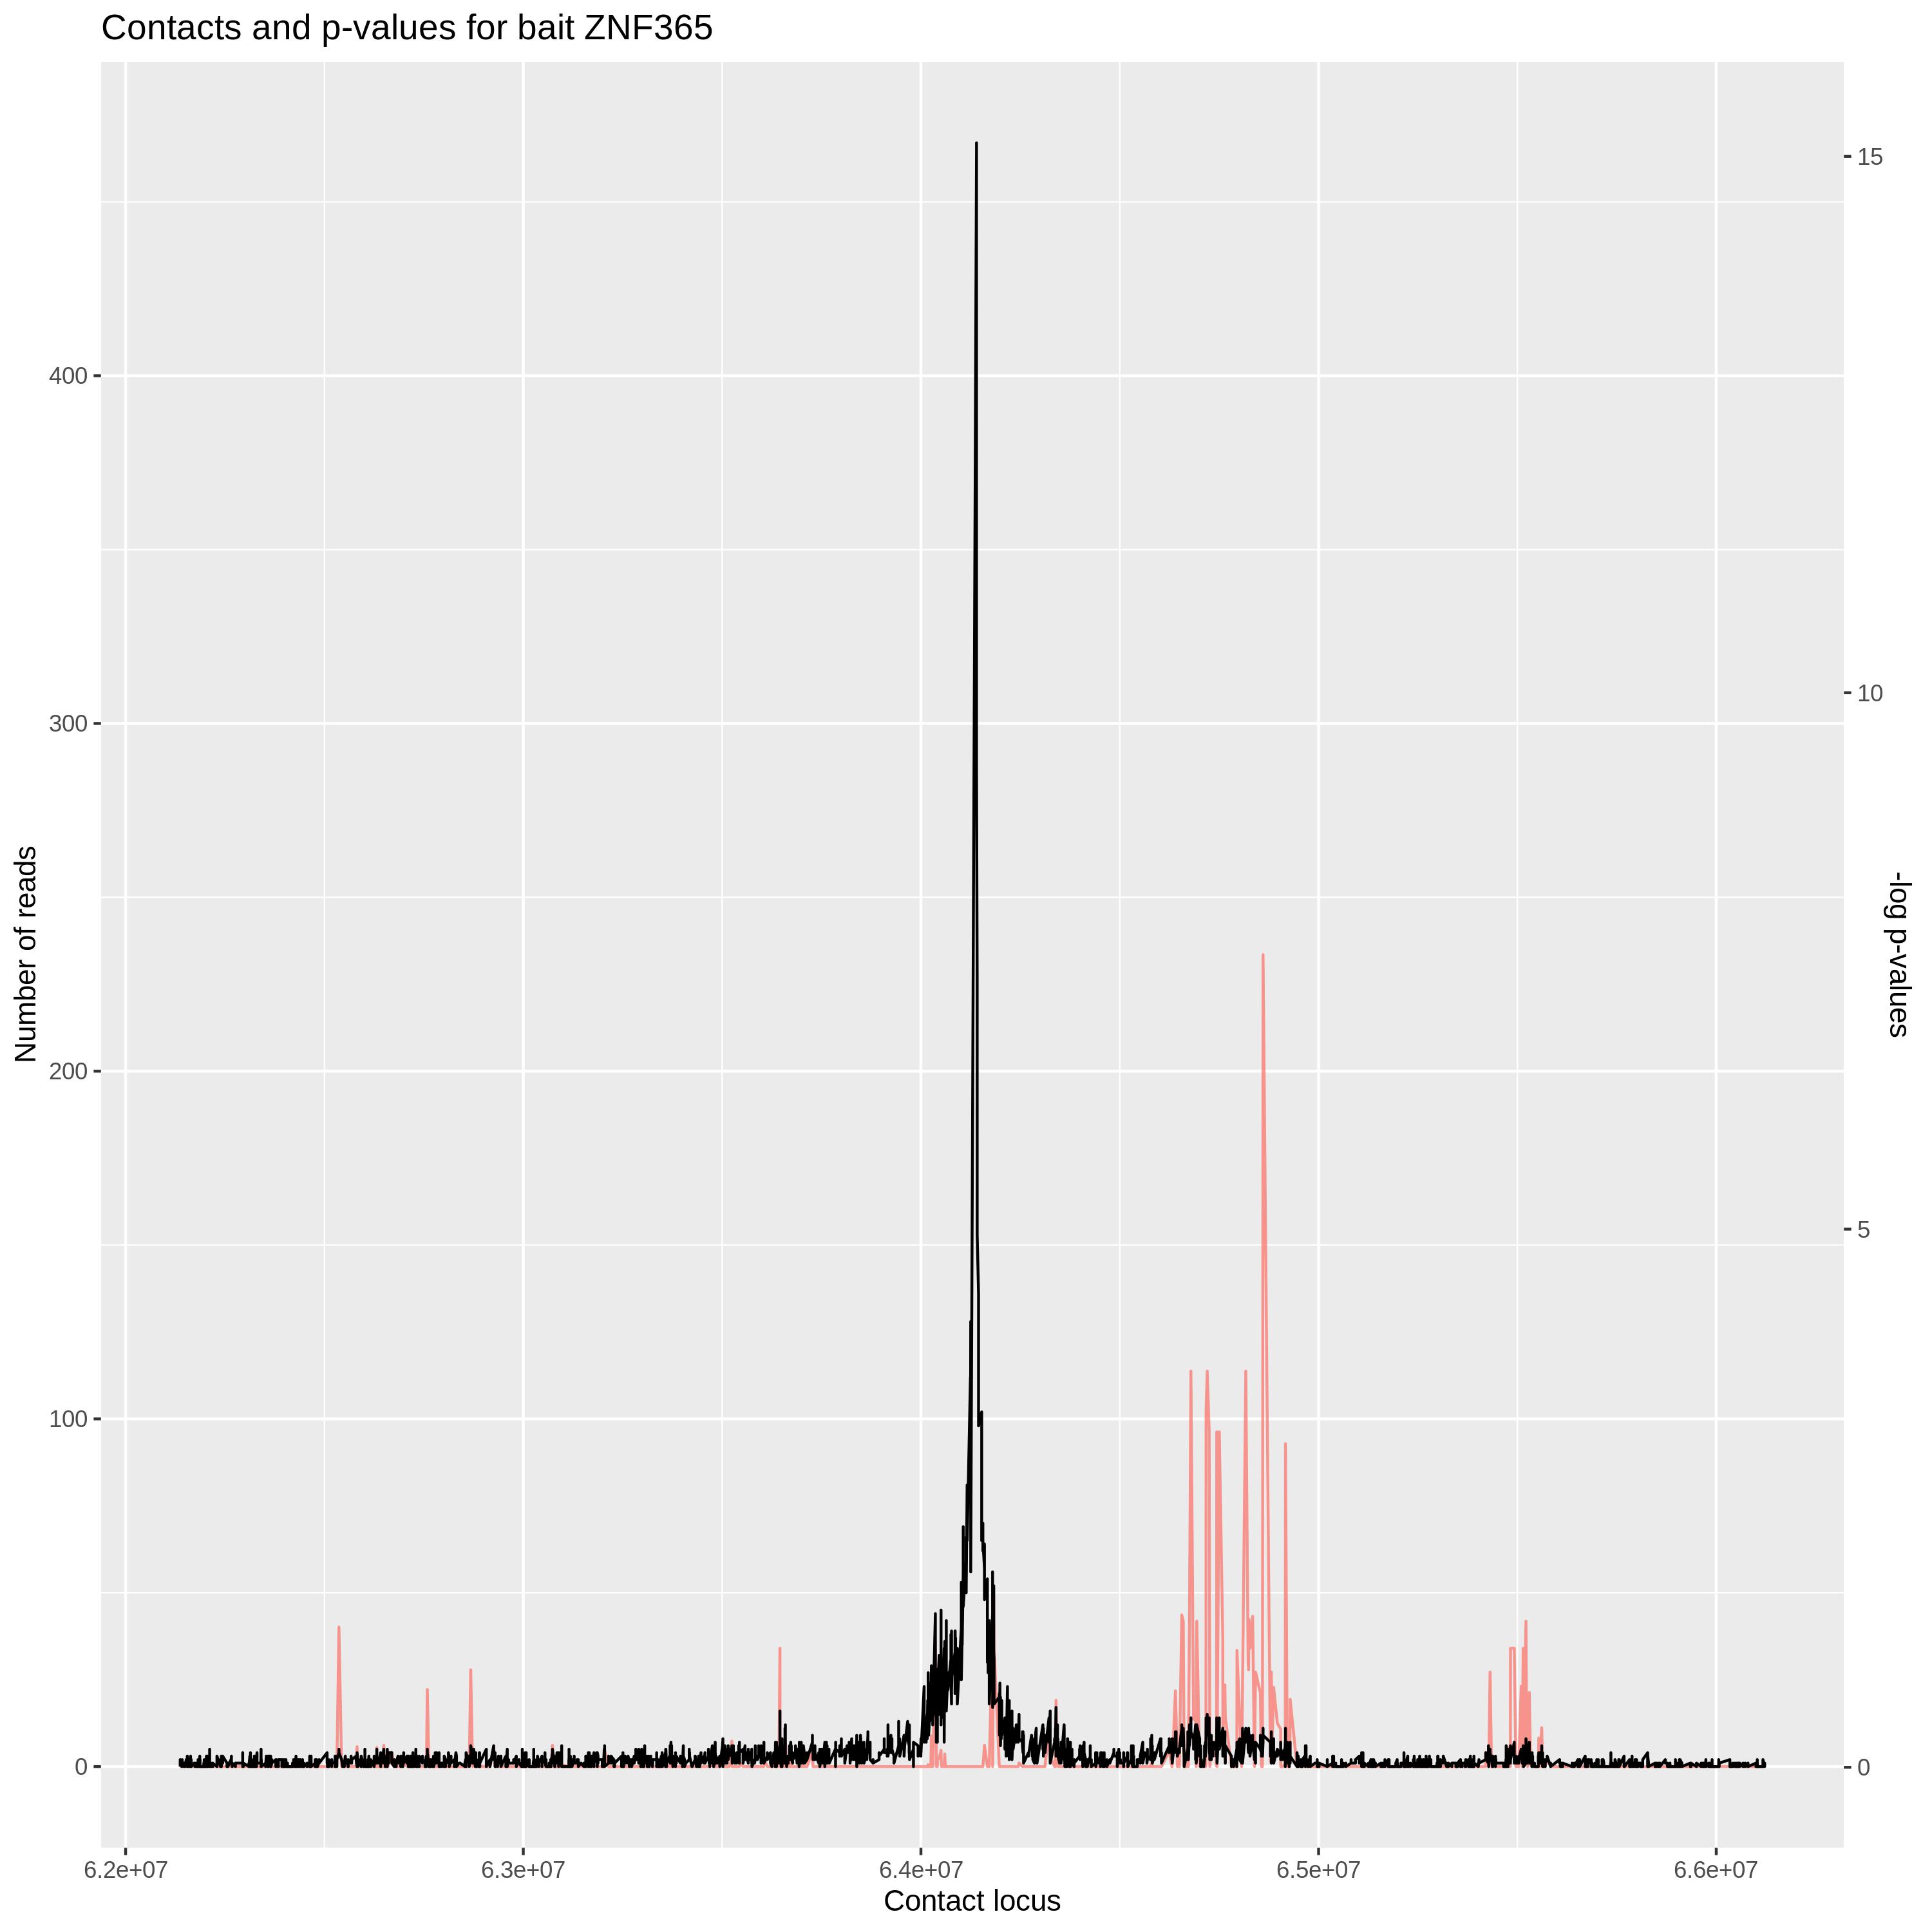 Contacts and p-values for bait ZNF365
Number of reads
400
300
200
100
0
15
10
5
0
-log p-values
6.2e+07
6.3e+07
6.4e+07
6.5e+07
6.6e+07
Contact locus